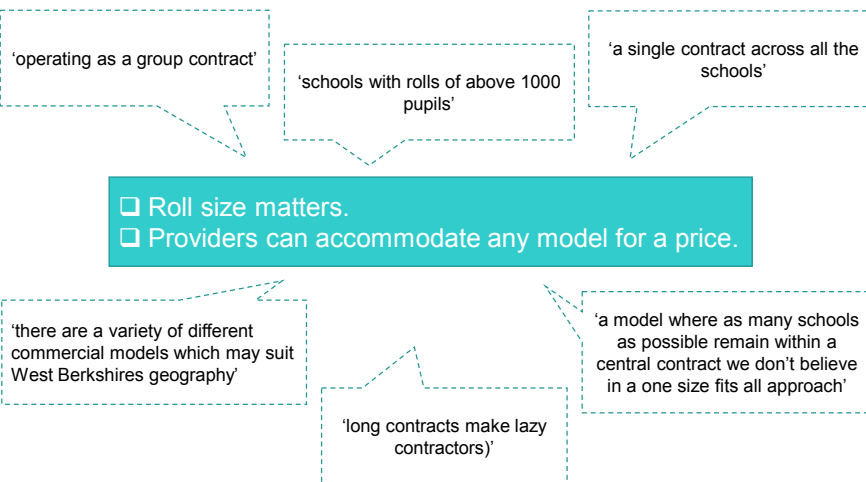 ‘operating as a group contract’
‘schools with rolls of above 1000
pupils’
‘a single contract across all the
schools’
❑ Roll size matters.
❑ Providers can accommodate any model for a price.
‘there are a variety of different
commercial models which may suit
West Berkshires geography’
‘long contracts make lazy
contractors)’
‘a model where as many schools
as possible remain within a
central contract we don’t believe
in a one size fits all approach’